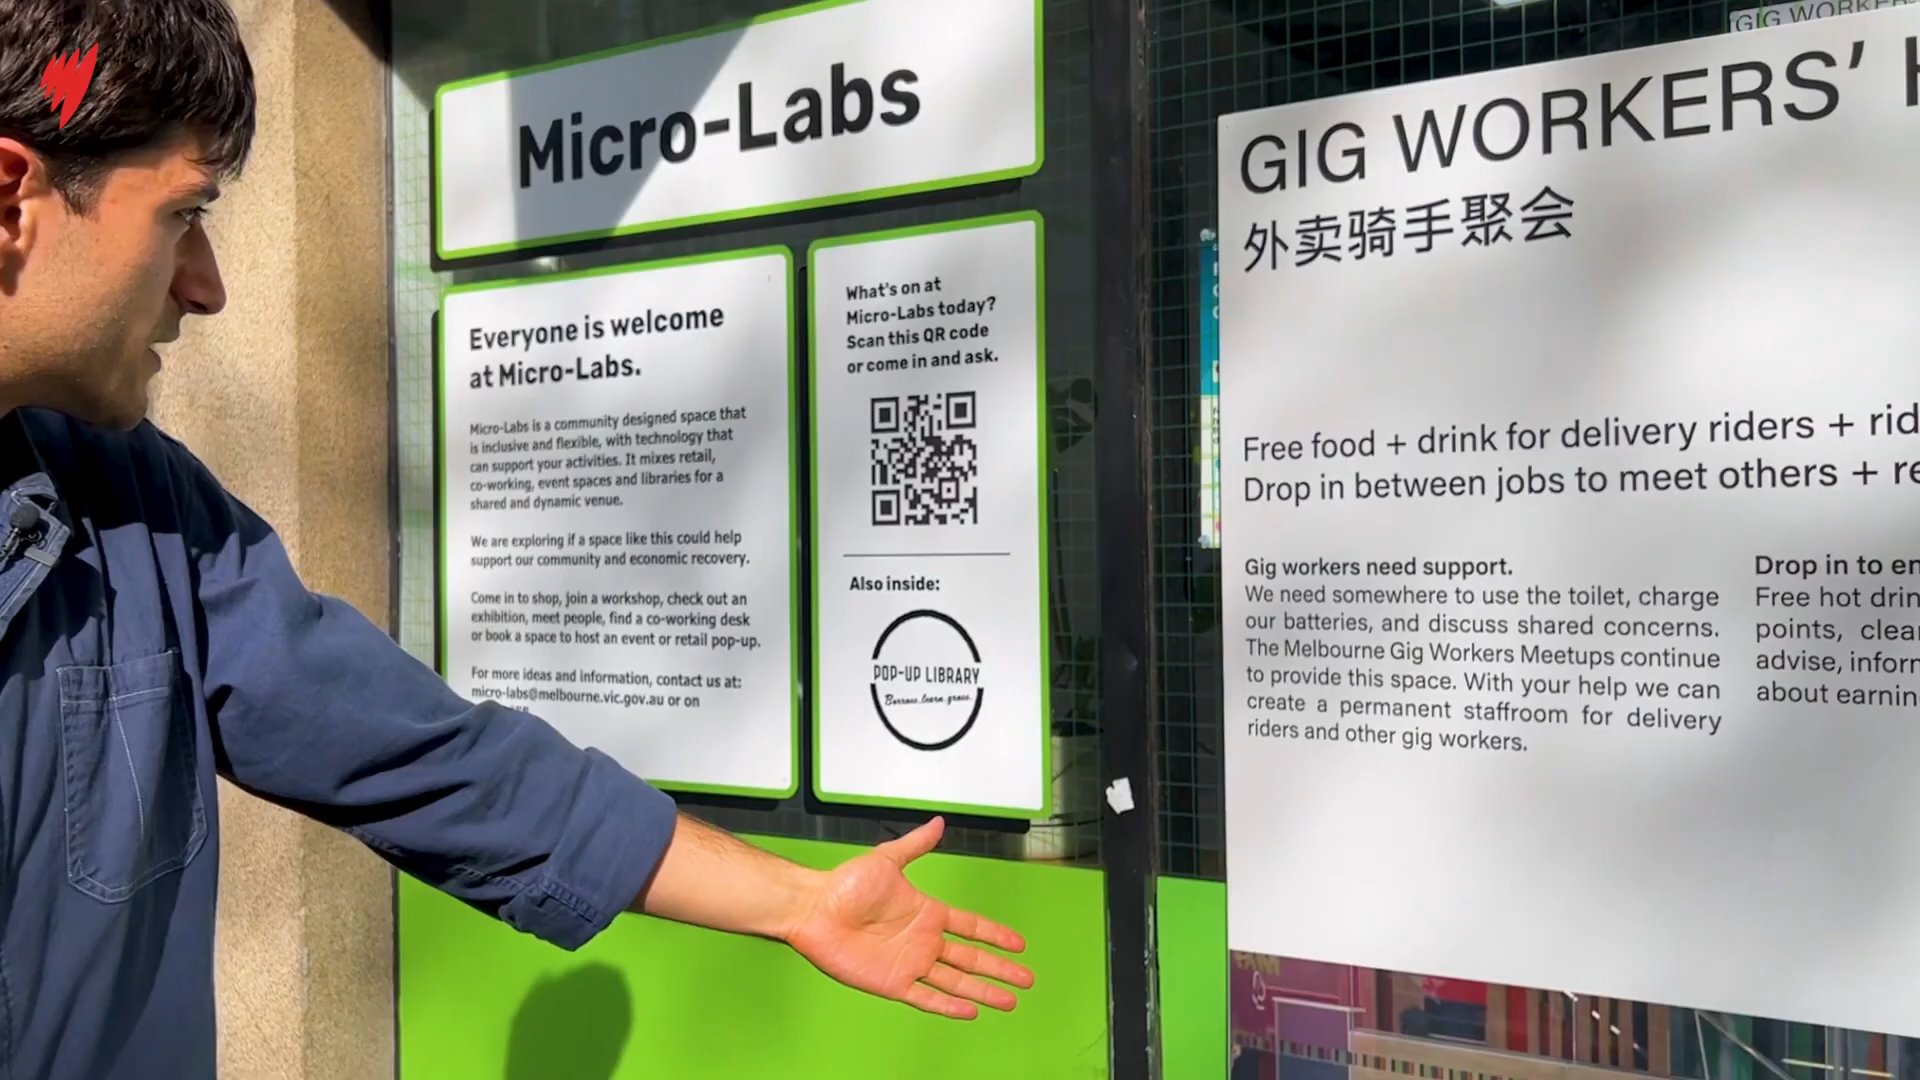 Micro-Labs
Everyone is welcome
at Micro-Labs.
Micro-Labs is a community designed space that
is inclusive and flexible, with technology that
can support your activities. It mixes retail,
co-working, event spaces and libraries for a
shared and dynamic venue.
We are exploring if a space like this could help
support our community and economic recovery.
Come in to shop, join a workshop, check out an
exhibition, meet people, find a co-working desk
or book a space to host an event or retail pop-up.
For more ideas and information, contact us at:
micro-labs@melbourne.vic.gov.au or on
What's on at
Micro-Labs today?
Scan this QR code
or come in and ask.
Also inside:
POP-UP LIBRARY
Borrow, learn, grow.
GIG WORKERS
GIG WORKERS’
外卖骑手聚会
Free food + drink for delivery riders +
Drop in between jobs to meet others +
Gig workers need support.
We need somewhere to use the toilet, charge
our batteries, and discuss shared concerns.
The Melbourne Gig Workers Meetups continue
to provide this space. With your help we can
create a permanent staffroom for delivery
riders and other gig workers.
Drop in to
Free hot
points,
advise,
about